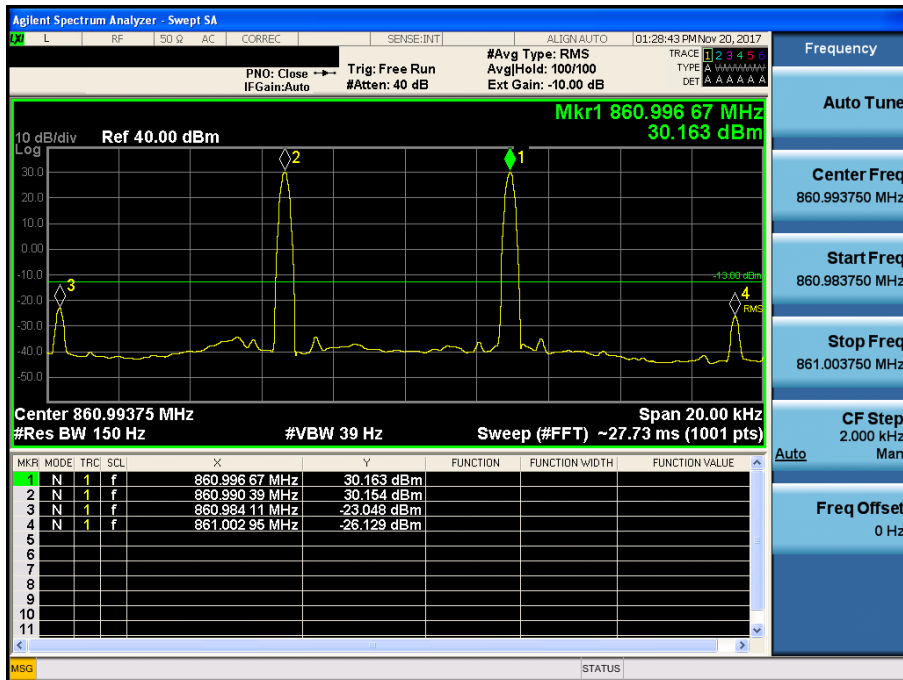 Agilent Spectrum Analyzer - Swept SA
LXI L RF 50 Ω AC CORREC SENSE:INT ALIGN AUTO 01:28:43 PM Nov 20, 2017
PNO: Close
IFGain:Auto
Trig: Free Run
#Atten: 40 dB
#Avg Type: RMS
Avg|Hold: 100/100
Ext Gain: -10.00 dB
TRACE 1 2 3 4 5 6
TYPE A WWWWW
DET A A A A A A
Mkr1 860.996 67 MHz
30.163 dBm
10 dB/div Ref 40.00 dBm
Log
30.0
20.0
10.0
0.00
-10.0
-20.0
-30.0
-40.0
-50.0
2
1
3
4
-13.00 dBm
RMS
Center 860.99375 MHz Span 20.00 kHz
#Res BW 150 Hz #VBW 39 Hz Sweep (#FFT) ~27.73 ms (1001 pts)
MKR MODE TRC SCL X Y FUNCTION FUNCTION WIDTH FUNCTION VALUE
1 N 1 f 860.996 67 MHz 30.163 dBm
2 N 1 f 860.990 39 MHz 30.154 dBm
3 N 1 f 860.984 11 MHz -23.048 dBm
4 N 1 f 861.002 95 MHz -26.129 dBm
5
6
7
8
9
10
11
MSG STATUS
Frequency
Auto Tune
Center Freq
860.993750 MHz
Start Freq
860.983750 MHz
Stop Freq
861.003750 MHz
CF Step
2.000 kHz
Auto Man
Freq Offset
0 Hz